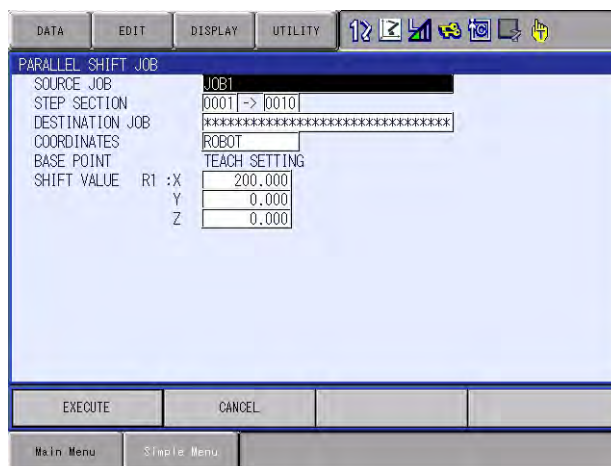 DATA EDIT DISPLAY UTILITY
PARALLEL SHIFT JOB
SOURCE JOB JOB1
STEP SECTION 0001 -> 0010
DESTINATION JOB ********************************
COORDINATES ROBOT
BASE POINT TEACH SETTING
SHIFT VALUE R1 :X 200.000
Y 0.000
Z 0.000
EXECUTE CANCEL
Main Menu Simple Menu